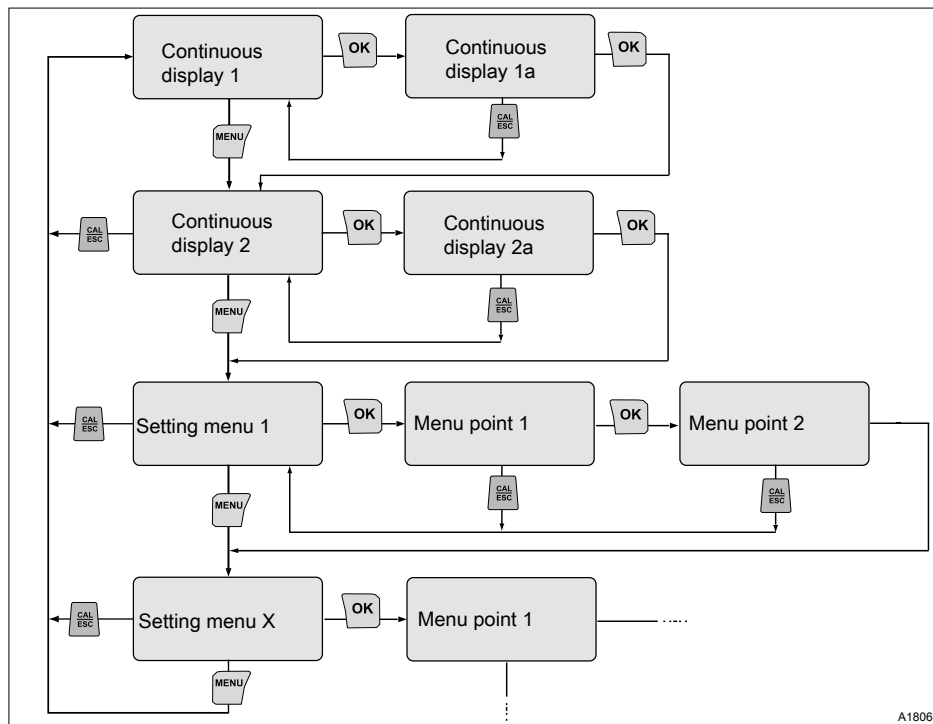 Continuous
display 1
OK
Continuous
display 1a
OK
CAL
ESC
MENU
Continuous
display 2
OK
Continuous
display 2a
OK
CAL
ESC
CAL
ESC
MENU
Setting menu 1
OK
Menu point 1
OK
Menu point 2
CAL
ESC
CAL
ESC
CAL
ESC
MENU
Setting menu X
OK
Menu point 1
CAL
ESC
MENU
A1806